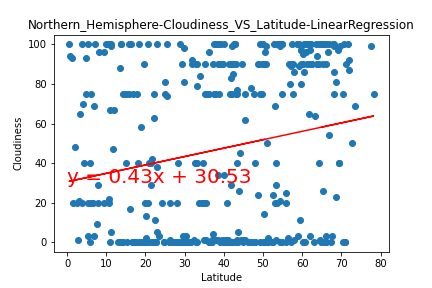 Northern_Hemisphere-Cloudiness_VS_Latitude-LinearRegression
100
80
60
40
20
0
Cloudiness
y = 0.43x + 30.53
0 10 20 30 40 50 60 70 80
Latitude